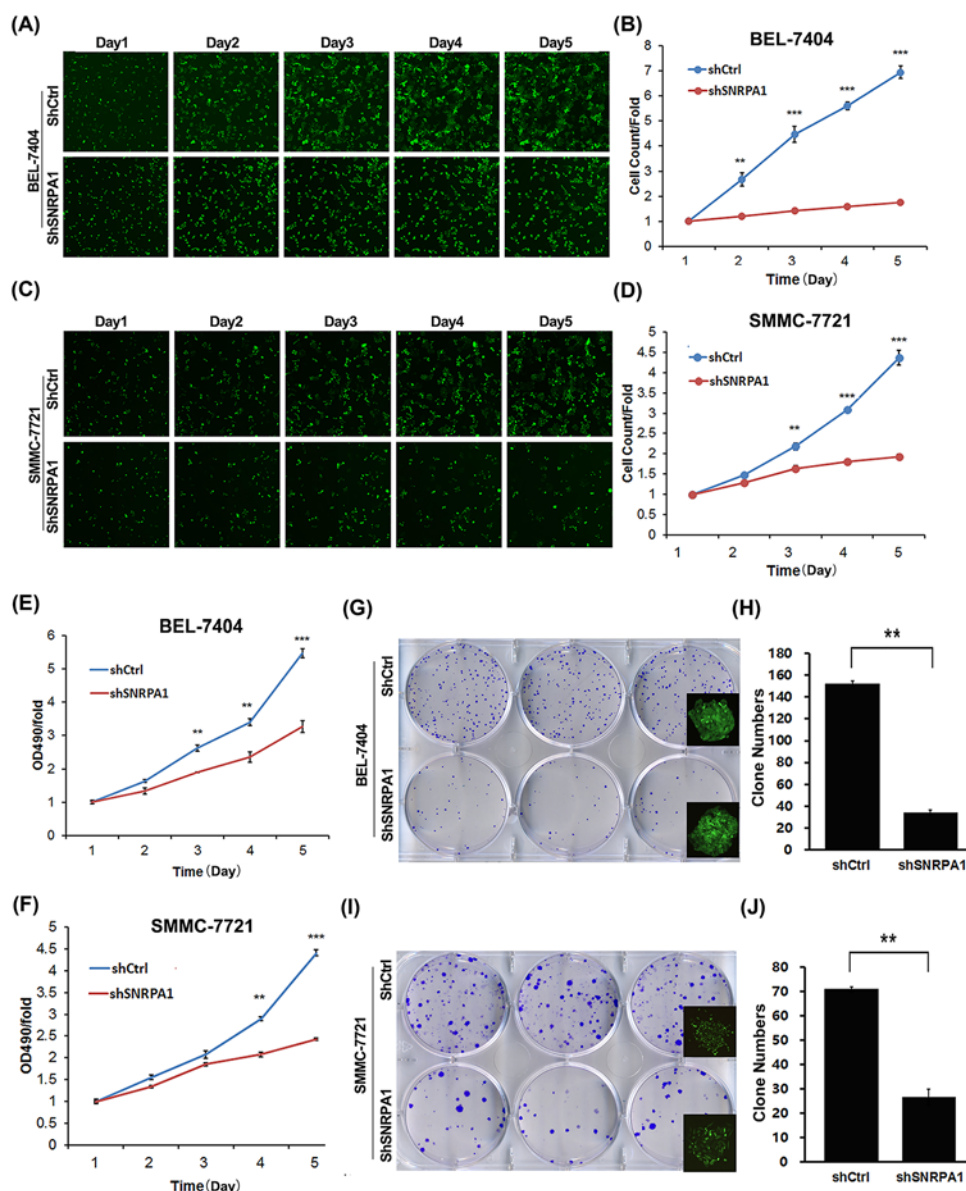 (A)
Day1 Day2 Day3 Day4 Day5
BEL-7404
ShCtrl
ShSNRPA1
(B)
BEL-7404
shCtrl
shSNRPA1
Cell Count/Fold
8
7
6
5
4
3
2
1
0
**
***
***
***
1 2 3 4 5
Time(Day)
(C)
Day1 Day2 Day3 Day4 Day5
SMMC-7721
ShCtrl
ShSNRPA1
(D)
SMMC-7721
shCtrl
shSNRPA1
Cell Count/Fold
5
4.5
4
3.5
3
2.5
2
1.5
1
0.5
0
**
***
***
1 2 3 4 5
Time(Day)
(E)
BEL-7404
shCtrl
shSNRPA1
OD490/fold
6
5
4
3
2
1
0
**
**
***
1 2 3 4 5
Time(Day)
(F)
SMMC-7721
shCtrl
shSNRPA1
OD490/fold
5
4.5
4
3.5
3
2.5
2
1.5
1
0.5
0
**
***
1 2 3 4 5
Time(Day)
(G)
BEL-7404
ShCtrl
ShSNRPA1
(H)
**
Clone Numbers
180
160
140
120
100
80
60
40
20
0
shCtrl shSNRPA1
(I)
SMMC-7721
ShCtrl
ShSNRPA1
(J)
**
Clone Numbers
80
70
60
50
40
30
20
10
0
shCtrl shSNRPA1